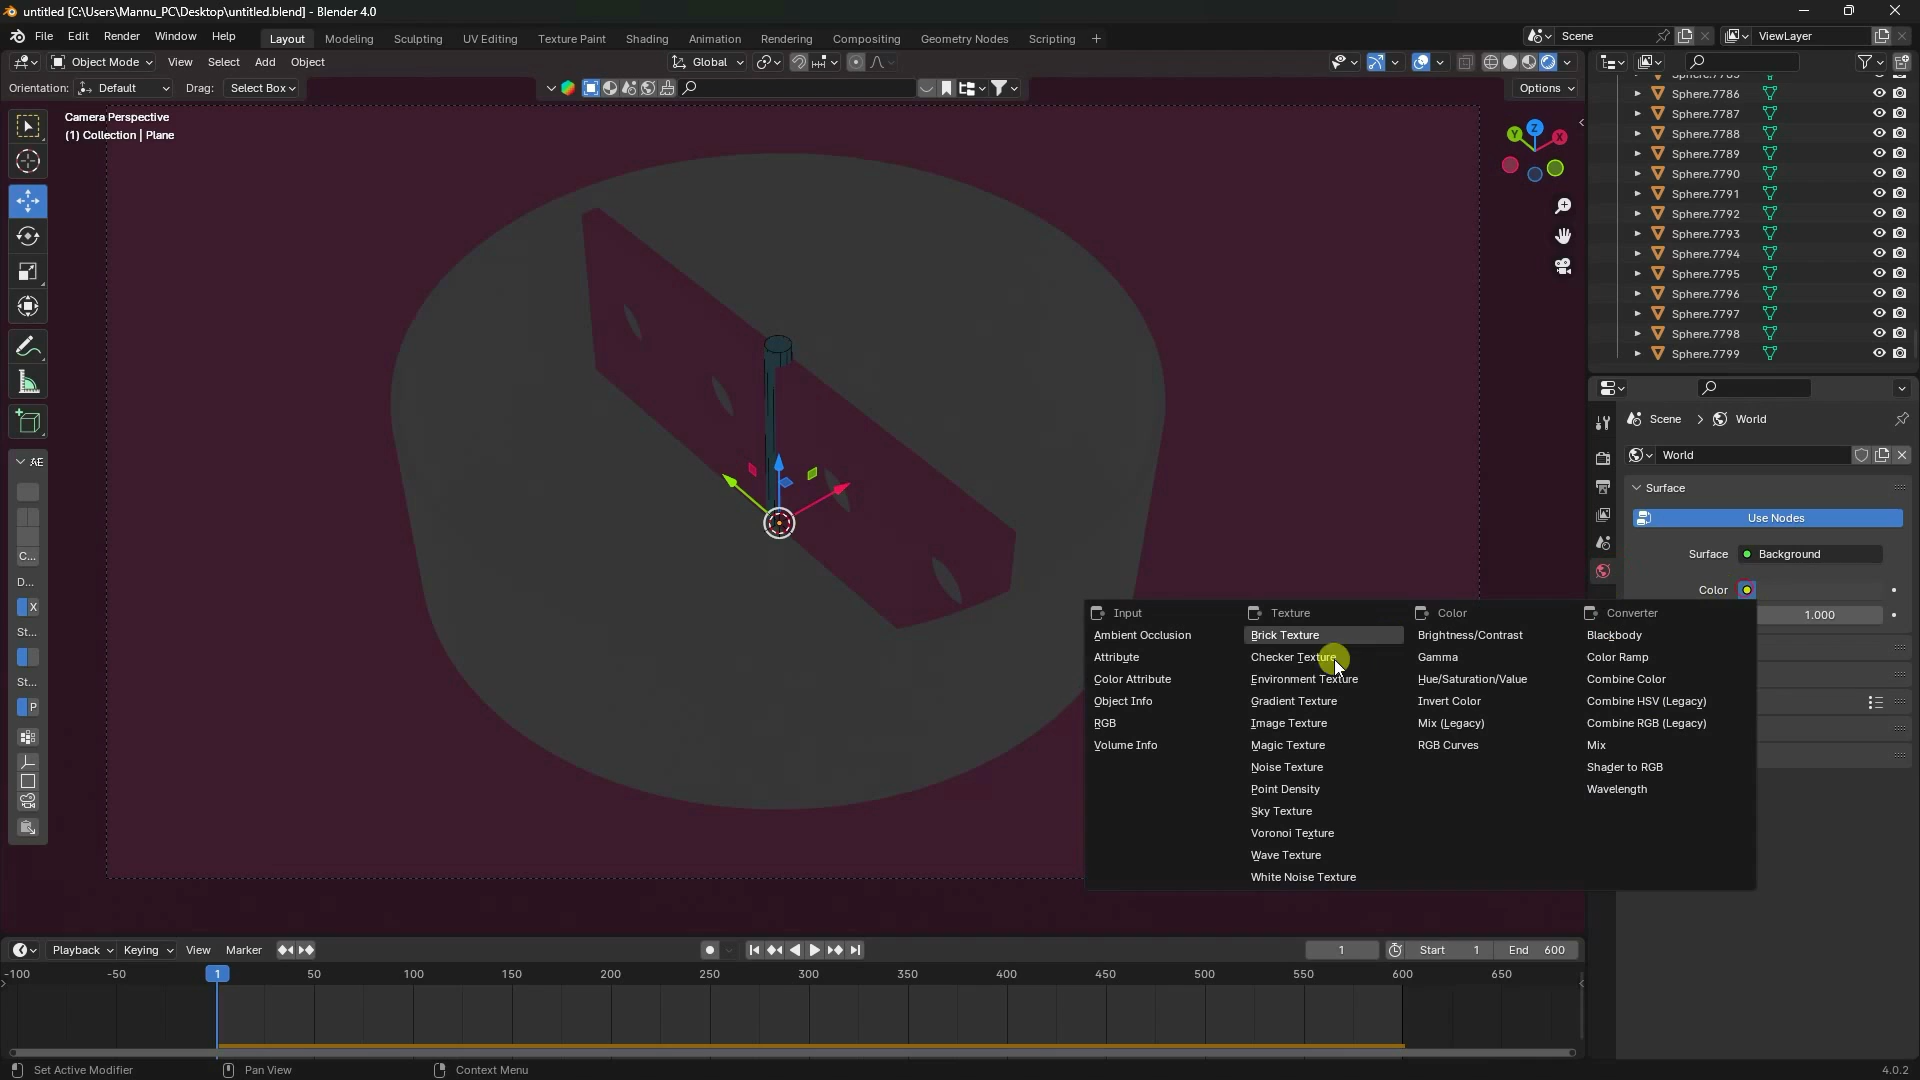 untitled [C:\Users\Mannu_PC\Desktop\untitled.blend] - Blender 4.0
File Edit Render Window Help Layout Modeling Sculpting UV Editing Texture Paint Shading Animation Rendering Compositing Geometry Nodes Scripting + Scene ViewLayer
Object Mode View Select Add Object Global
Orientation: Default Drag: Select Box Options
Camera Perspective
(1) Collection | Plane
Z
Y
X
Sphere.7786
Sphere.7787
Sphere.7788
Sphere.7789
Sphere.7790
Sphere.7791
Sphere.7792
Sphere.7793
Sphere.7794
Sphere.7795
Sphere.7796
Sphere.7797
Sphere.7798
Sphere.7799
Scene > World
World
Surface
Use Nodes
Surface Background
Color
1.000
AE
C...
D...
X
St...
St...
P
Input Texture Color Converter
Ambient Occlusion Brick Texture Brightness/Contrast Blackbody
Attribute Checker Texture Gamma Color Ramp
Color Attribute Environment Texture Hue/Saturation/Value Combine Color
Object Info Gradient Texture Invert Color Combine HSV (Legacy)
RGB Image Texture Mix (Legacy) Combine RGB (Legacy)
Volume Info Magic Texture RGB Curves Mix
Noise Texture Shader to RGB
Point Density Wavelength
Sky Texture
Voronoi Texture
Wave Texture
White Noise Texture
Playback Keying View Marker 1 Start 1 End 600
-100 -50 1 50 100 150 200 250 300 350 400 450 500 550 600 650
Set Active Modifier Pan View Context Menu 4.0.2